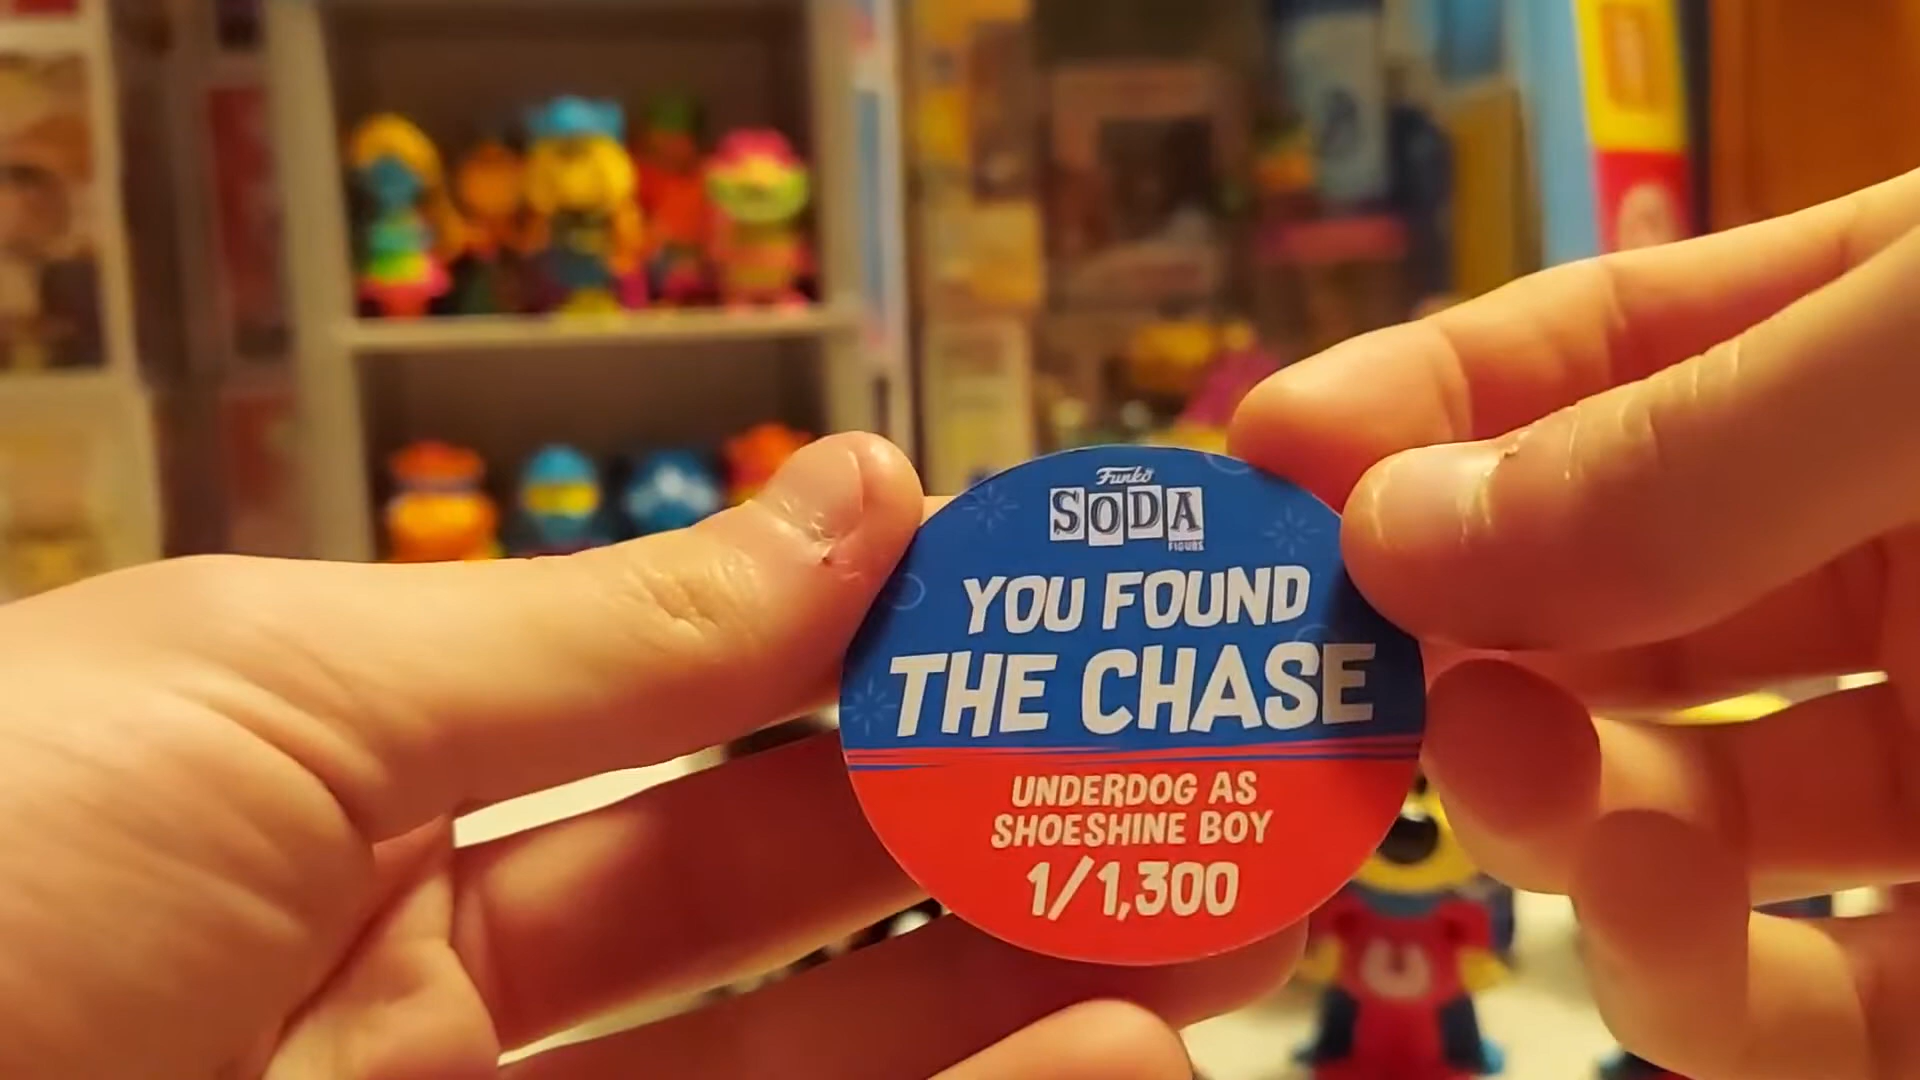 Funko
SODA
FIGURE
YOU FOUND
THE CHASE
UNDERDOG AS
SHOESHINE BOY
1/1,300
U